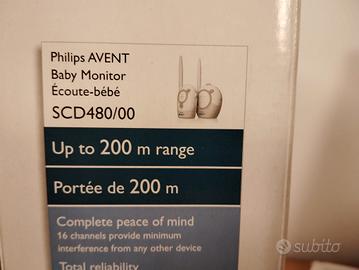 Philips AVENT
Baby Monitor
Écoute-bébé
SCD480/00
Up to 200 m range
Portée de 200 m
Complete peace of mind
16 channels provide minimum
interference from any other device
Total reliability
subito